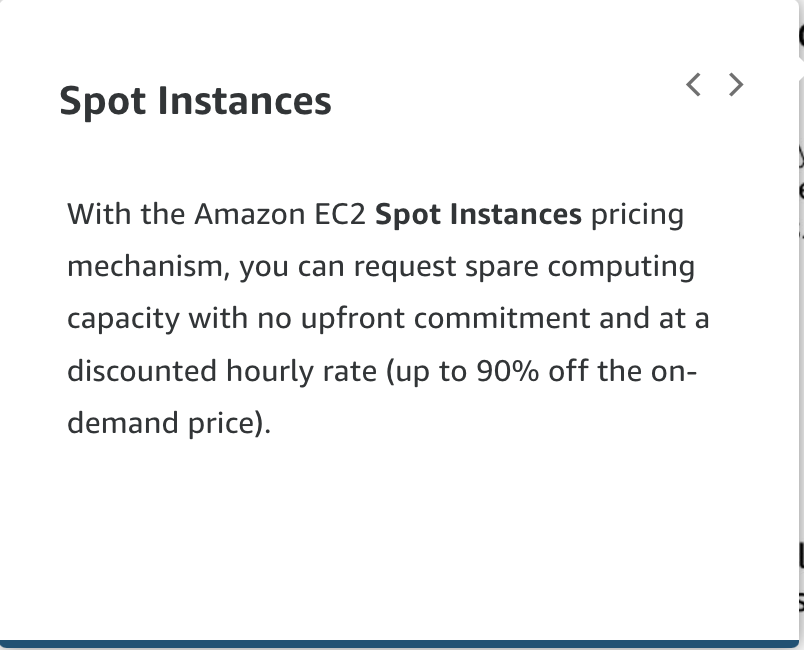 Spot Instances
With the Amazon EC2 Spot Instances pricing
mechanism, you can request spare computing
capacity with no upfront commitment and at a
discounted hourly rate (up to 90% off the on-
demand price).